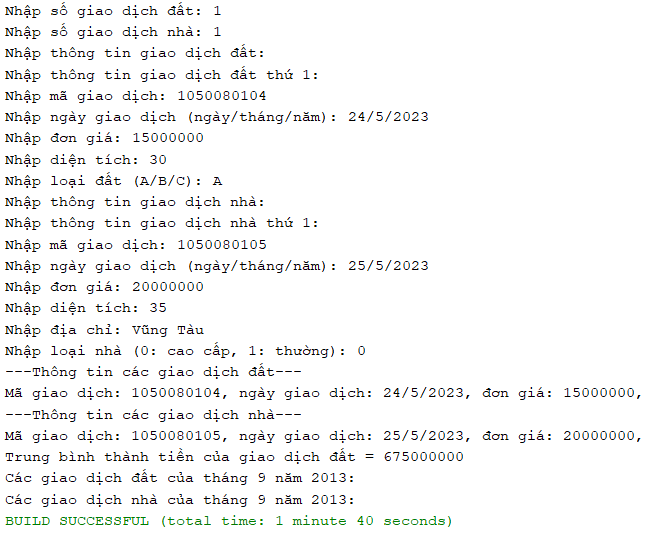 Nhập số giao dịch đất: 1
Nhập số giao dịch nhà: 1
Nhập thông tin giao dịch đất:
Nhập thông tin giao dịch đất thứ 1:
Nhập mã giao dịch: 1050080104
Nhập ngày giao dịch (ngày/tháng/năm): 24/5/2023
Nhập đơn giá: 15000000
Nhập diện tích: 30
Nhập loại đất (A/B/C): A
Nhập thông tin giao dịch nhà:
Nhập thông tin giao dịch nhà thứ 1:
Nhập mã giao dịch: 1050080105
Nhập ngày giao dịch (ngày/tháng/năm): 25/5/2023
Nhập đơn giá: 20000000
Nhập diện tích: 35
Nhập địa chỉ: Vũng Tàu
Nhập loại nhà (0: cao cấp, 1: thường): 0
---Thông tin các giao dịch đất---
Mã giao dịch: 1050080104, ngày giao dịch: 24/5/2023, đơn giá: 15000000,
---Thông tin các giao dịch nhà---
Mã giao dịch: 1050080105, ngày giao dịch: 25/5/2023, đơn giá: 20000000,
Trung bình thành tiền của giao dịch đất = 675000000
Các giao dịch đất của tháng 9 năm 2013:
Các giao dịch nhà của tháng 9 năm 2013:
BUILD SUCCESSFUL (total time: 1 minute 40 seconds)